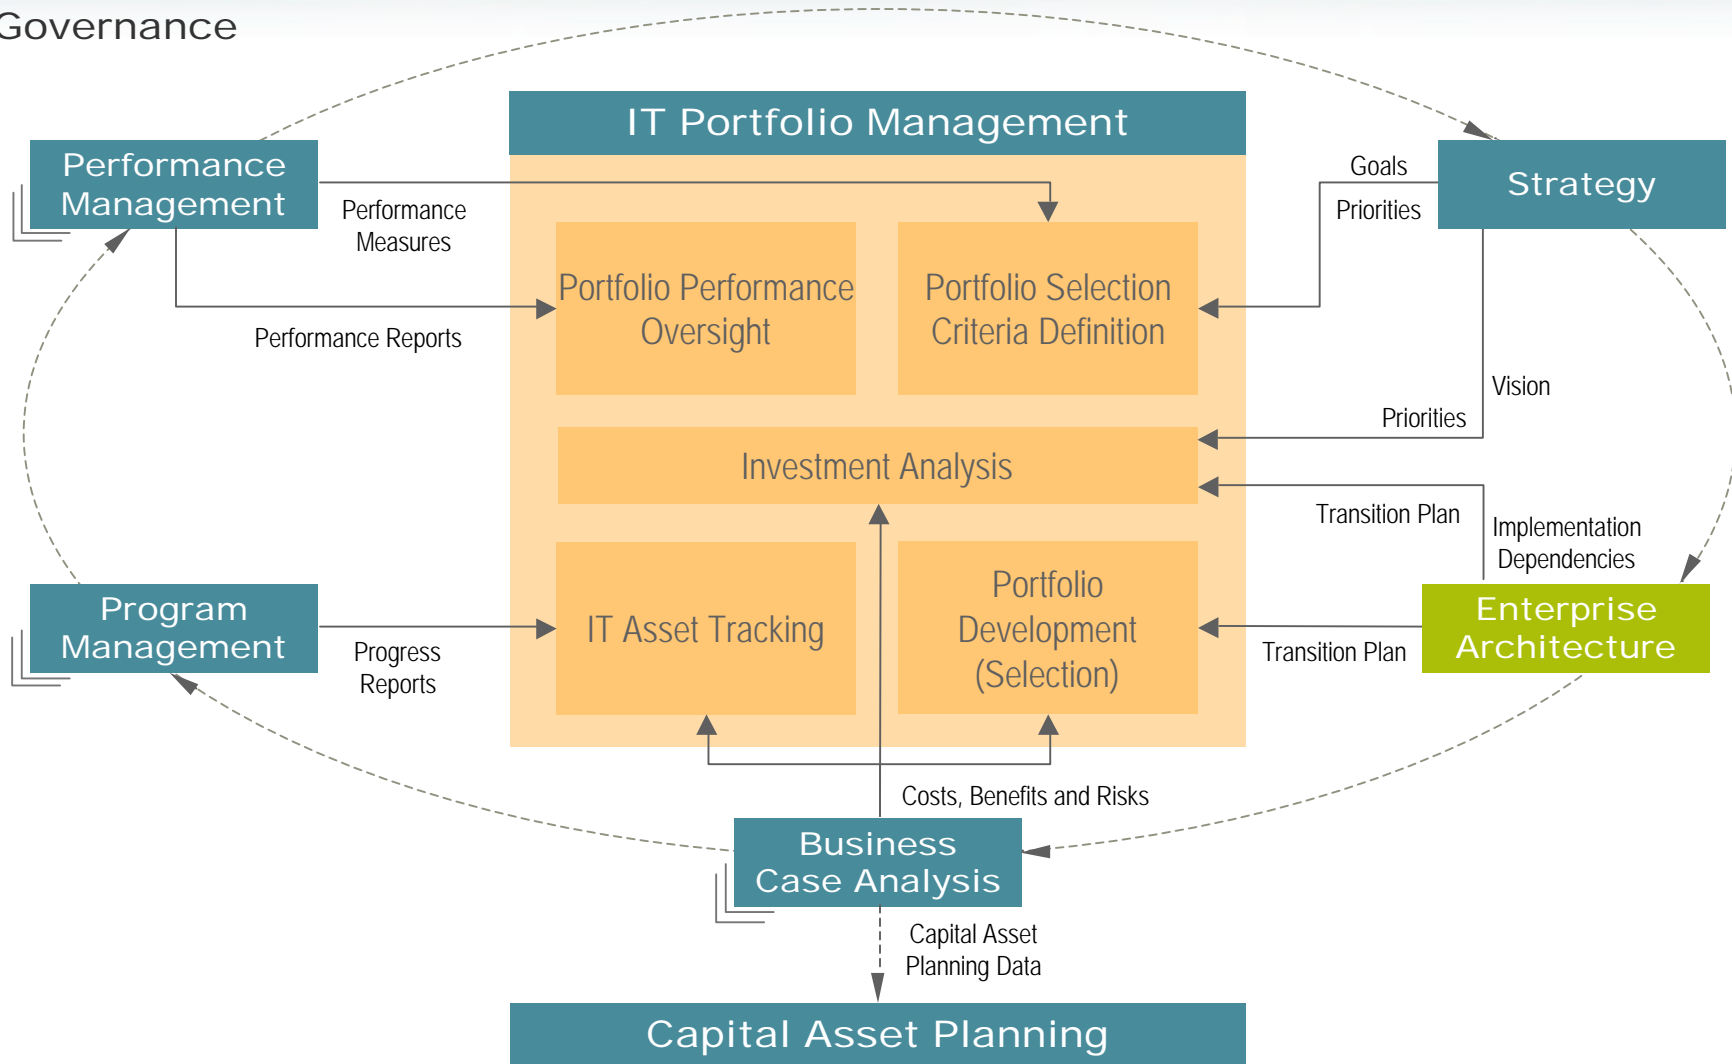 Governance
IT Portfolio Management
Performance
Management
Strategy
Goals
Priorities
Performance
Measures
Portfolio Performance
Oversight
Portfolio Selection
Criteria Definition
Performance Reports
Vision
Priorities
Investment Analysis
Transition Plan
Implementation
Dependencies
Program
Management
Progress
Reports
IT Asset Tracking
Portfolio
Development
(Selection)
Transition Plan
Enterprise
Architecture
Costs, Benefits and Risks
Business
Case Analysis
Capital Asset
Planning Data
Capital Asset Planning